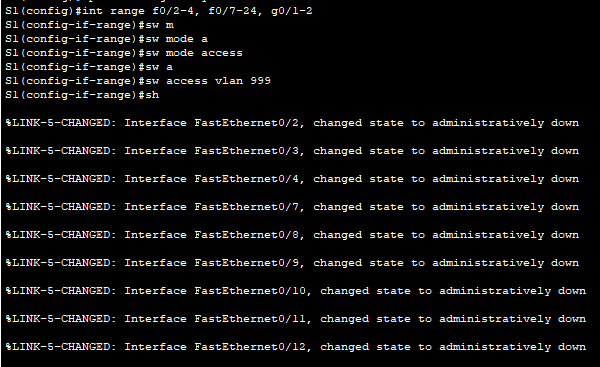 S1(config)#int range f0/2-4, f0/7-24, g0/1-2
S1(config-if-range)#sw m
S1(config-if-range)#sw mode a
S1(config-if-range)#sw mode access
S1(config-if-range)#sw a
S1(config-if-range)#sw access vlan 999
S1(config-if-range)#sh
%LINK-5-CHANGED: Interface FastEthernet0/2, changed state to administratively down
%LINK-5-CHANGED: Interface FastEthernet0/3, changed state to administratively down
%LINK-5-CHANGED: Interface FastEthernet0/4, changed state to administratively down
%LINK-5-CHANGED: Interface FastEthernet0/7, changed state to administratively down
%LINK-5-CHANGED: Interface FastEthernet0/8, changed state to administratively down
%LINK-5-CHANGED: Interface FastEthernet0/9, changed state to administratively down
%LINK-5-CHANGED: Interface FastEthernet0/10, changed state to administratively down
%LINK-5-CHANGED: Interface FastEthernet0/11, changed state to administratively down
%LINK-5-CHANGED: Interface FastEthernet0/12, changed state to administratively down